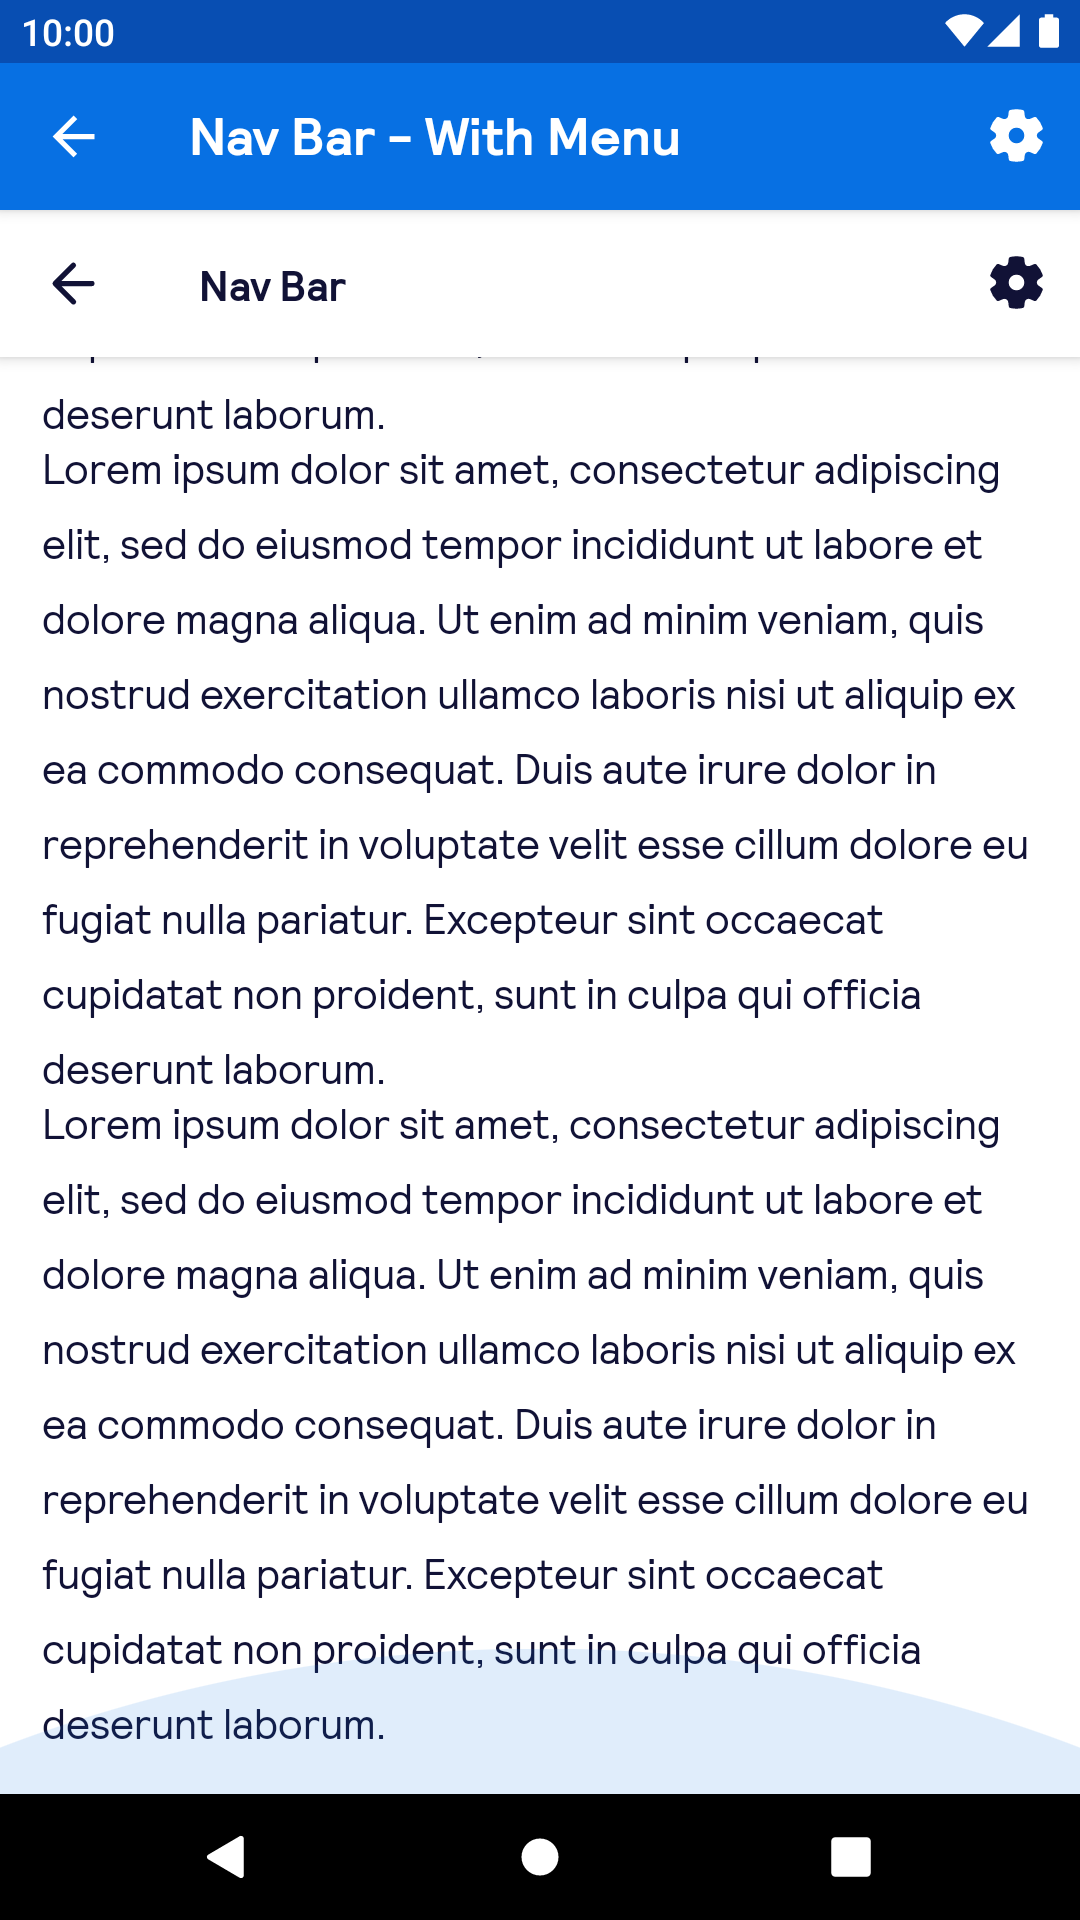 10:00
Nav Bar - With Menu
Nav Bar
deserunt laborum.
Lorem ipsum dolor sit amet, consectetur adipiscing
elit, sed do eiusmod tempor incididunt ut labore et
dolore magna aliqua. Ut enim ad minim veniam, quis
nostrud exercitation ullamco laboris nisi ut aliquip ex
ea commodo consequat. Duis aute irure dolor in
reprehenderit in voluptate velit esse cillum dolore eu
fugiat nulla pariatur. Excepteur sint occaecat
cupidatat non proident, sunt in culpa qui officia
deserunt laborum.
Lorem ipsum dolor sit amet, consectetur adipiscing
elit, sed do eiusmod tempor incididunt ut labore et
dolore magna aliqua. Ut enim ad minim veniam, quis
nostrud exercitation ullamco laboris nisi ut aliquip ex
ea commodo consequat. Duis aute irure dolor in
reprehenderit in voluptate velit esse cillum dolore eu
fugiat nulla pariatur. Excepteur sint occaecat
cupidatat non proident, sunt in culpa qui officia
deserunt laborum.